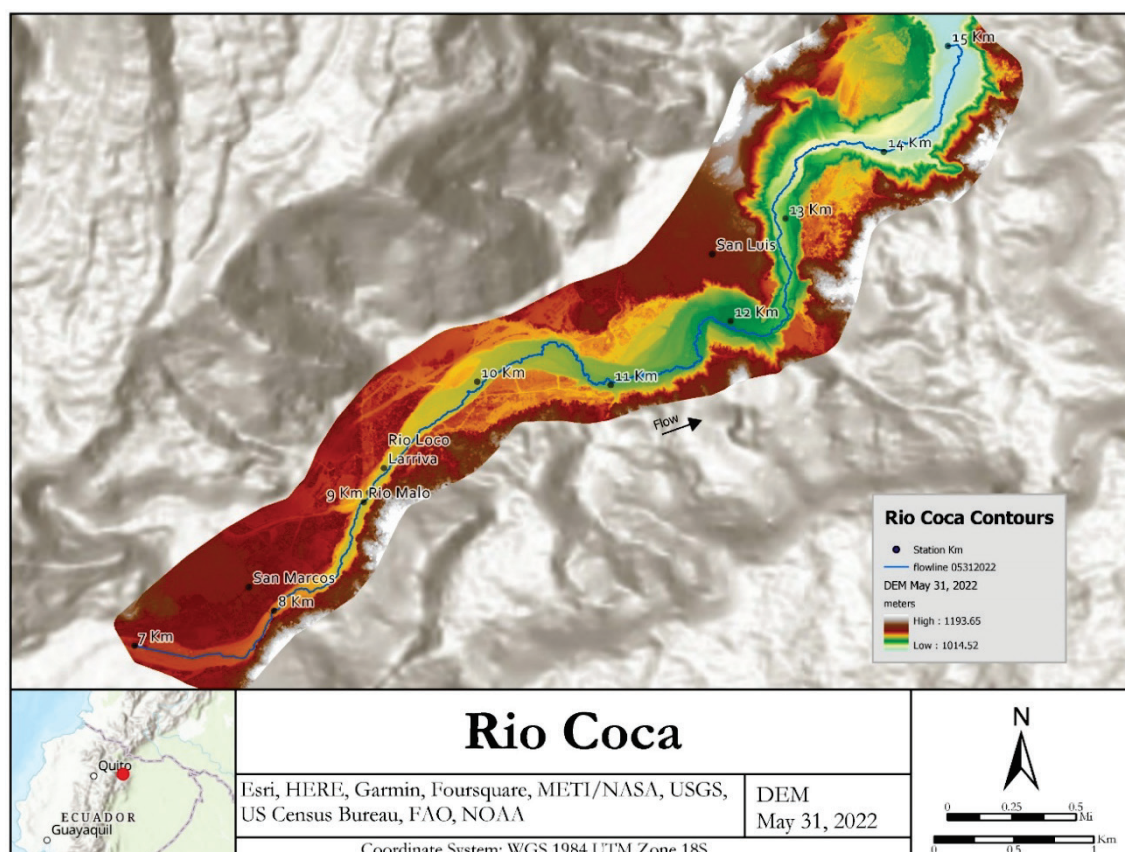 15 Km
14 Km
13 Km
San Luis
12 Km
10 Km
11 Km
Flow
Rio Loco
Larriva
9 Km Rio Malo
San Marcos
8 Km
7 Km
Rio Coca Contours
Station Km
flowline 05312022
DEM May 31, 2022
meters
High : 1193.65
Low : 1014.52
Quito
ECUADOR
Guayaquil
Rio Coca
Esri, HERE, Garmin, Foursquare, METI/NASA, USGS,
US Census Bureau, FAO, NOAA
DEM
May 31, 2022
Coordinate System: WGS 1984 UTM Zone 18S
N
0 0.25 0.5
Mi
Km
0 0.5 1